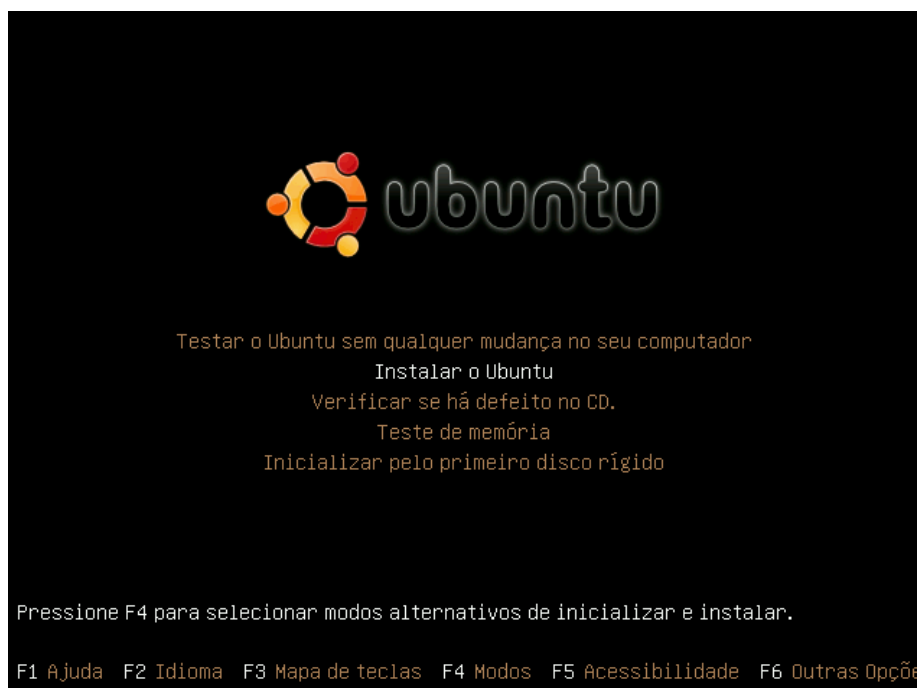 ubuntu
Testar o Ubuntu sem qualquer mudança no seu computador
Instalar o Ubuntu
Verificar se há defeito no CD.
Teste de memória
Inicializar pelo primeiro disco rígido
Pressione F4 para selecionar modos alternativos de inicializar e instalar.
F1 Ajuda F2 Idioma F3 Mapa de teclas F4 Modos F5 Acessibilidade F6 Outras Opçõe